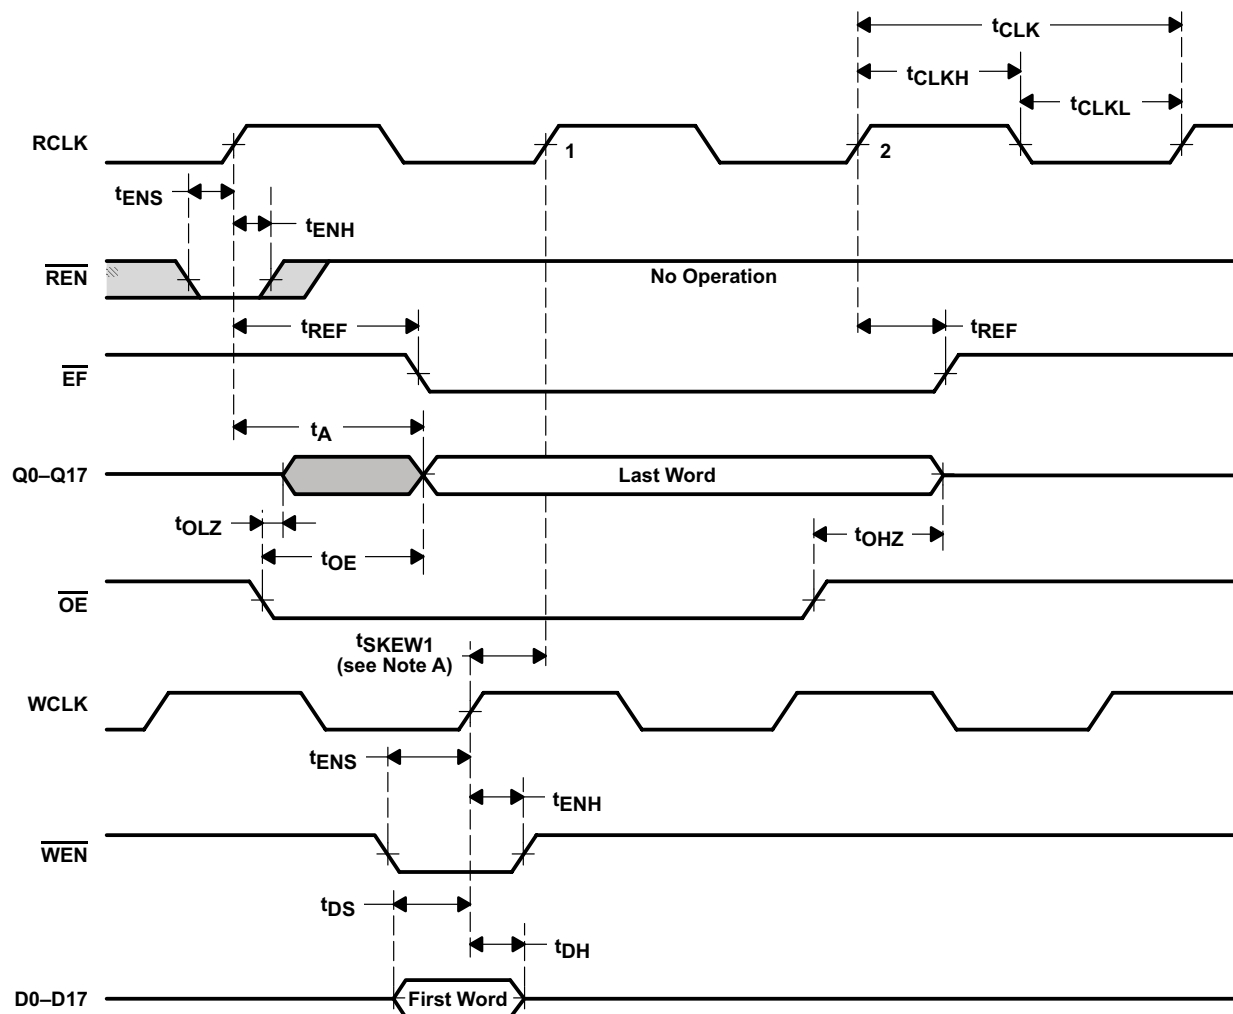 tCLK
tCLKH
tCLKL
RCLK
1
2
tENS
tENH
REN
No Operation
tREF
tREF
EF
tA
Q0–Q17
Last Word
tOLZ
tOHZ
tOE
OE
tSKEW1
(see Note A)
WCLK
tENS
tENH
WEN
tDS
tDH
D0–D17
First Word